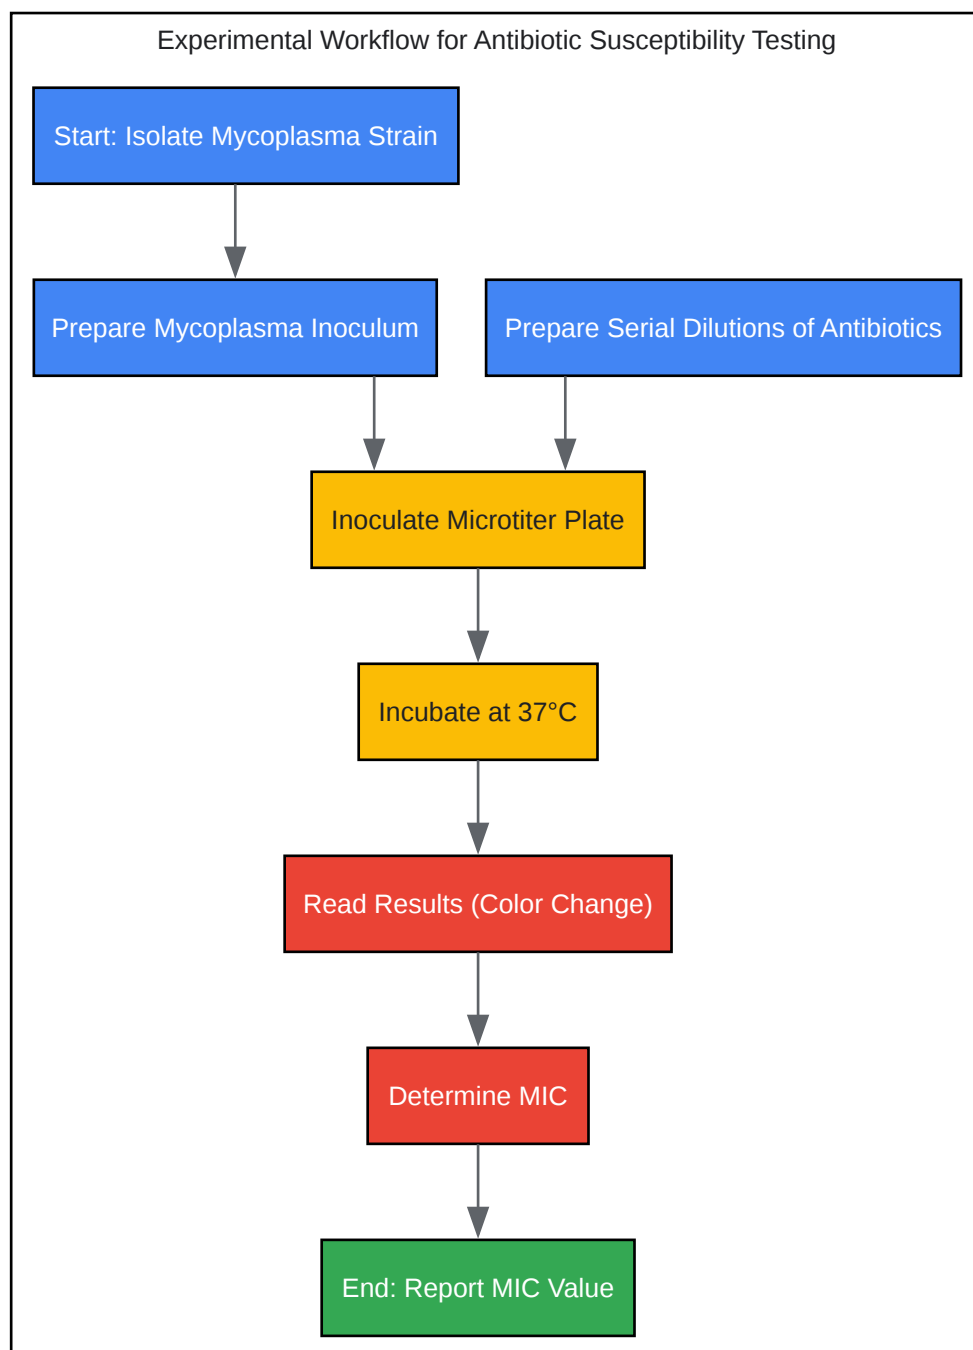 Experimental Workflow for Antibiotic Susceptibility Testing
Start: Isolate Mycoplasma Strain
Prepare Mycoplasma Inoculum
Prepare Serial Dilutions of Antibiotics
Inoculate Microtiter Plate
Incubate at 37°C
Read Results (Color Change)
Determine MIC
End: Report MIC Value